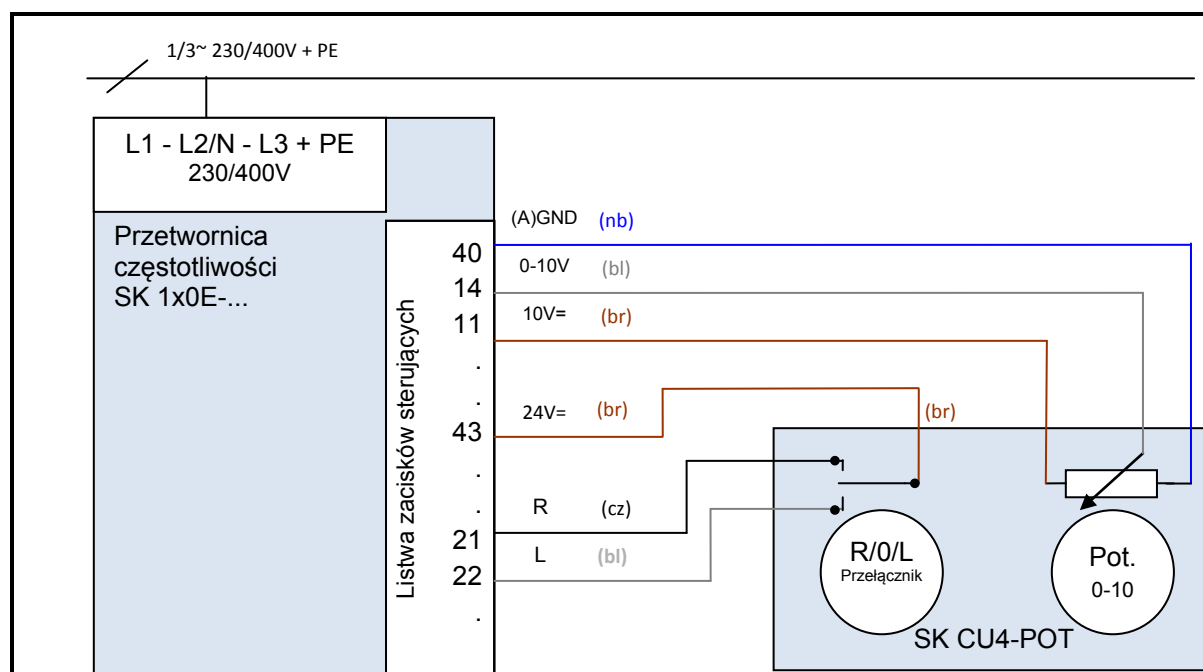 1/3~ 230/400V + PE
L1 - L2/N - L3 + PE
230/400V
Przetwornica
częstotliwości
SK 1x0E-...
Listwa zacisków sterujących
(A)GND (nb)
40
0-10V (bl)
14
10V= (br)
11
.
.
24V= (br)
(br)
43
.
.
R (cz)
21
L (bl)
22
.
R/0/L
Przełącznik
Pot.
0-10
SK CU4-POT